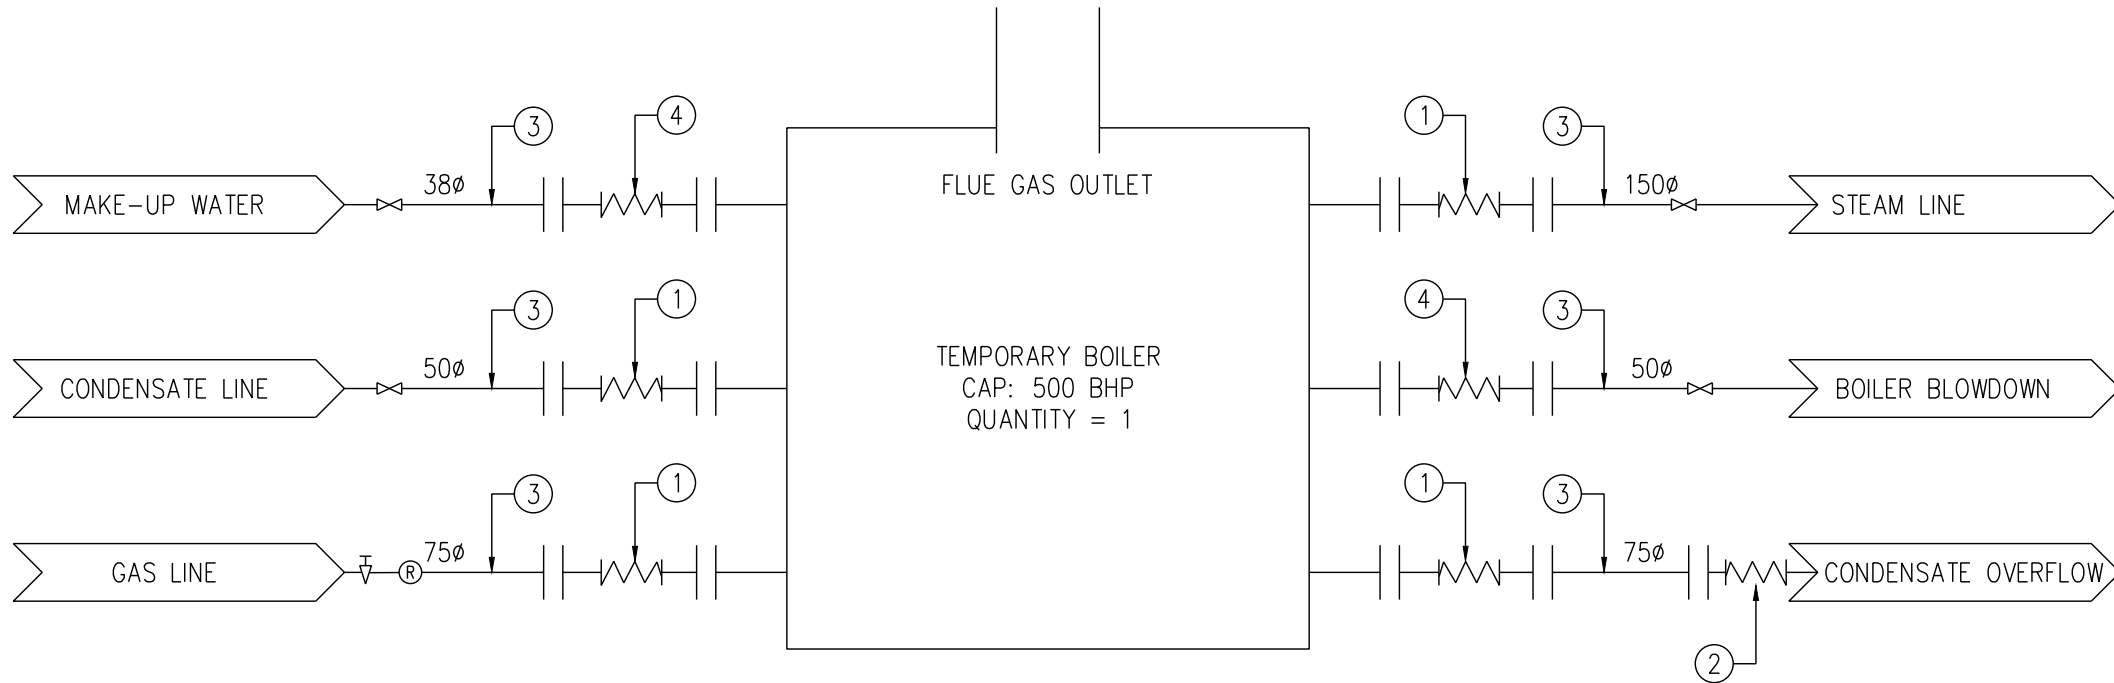 3
4
1
3
38ø
FLUE GAS OUTLET
150ø
MAKE-UP WATER
STEAM LINE
3
1
4
3
50ø
TEMPORARY BOILER
50ø
CONDENSATE LINE
CAP: 500 BHP
BOILER BLOWDOWN
QUANTITY = 1
3
1
1
3
75ø
75ø
GAS LINE
R
CONDENSATE OVERFLOW
2